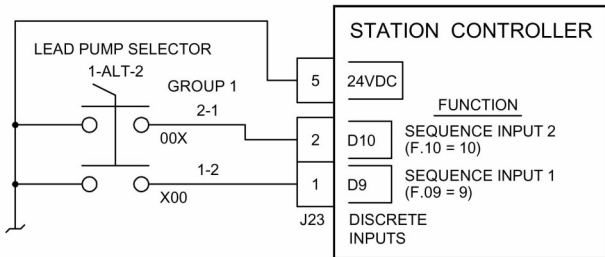 STATION CONTROLLER
LEAD PUMP SELECTOR
1-ALT-2
GROUP 1
5
24VDC
FUNCTION
2-1
00X
2
D10
SEQUENCE INPUT 2
(F.10 = 10)
1-2
X00
1
D9
SEQUENCE INPUT 1
(F.09 = 9)
J23
DISCRETE
INPUTS